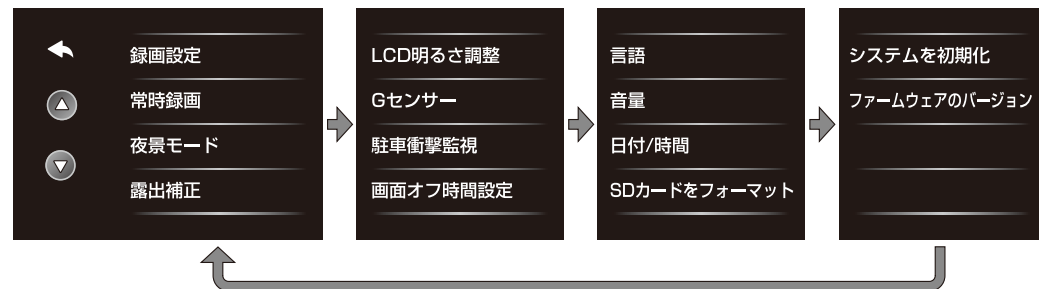 録画設定
常時録画
夜景モード
露出補正
LCD明るさ調整
Gセンサー
駐車衝撃監視
画面オフ時間設定
言語
音量
日付/時間
SDカードをフォーマット
システムを初期化
ファームウェアのバージョン